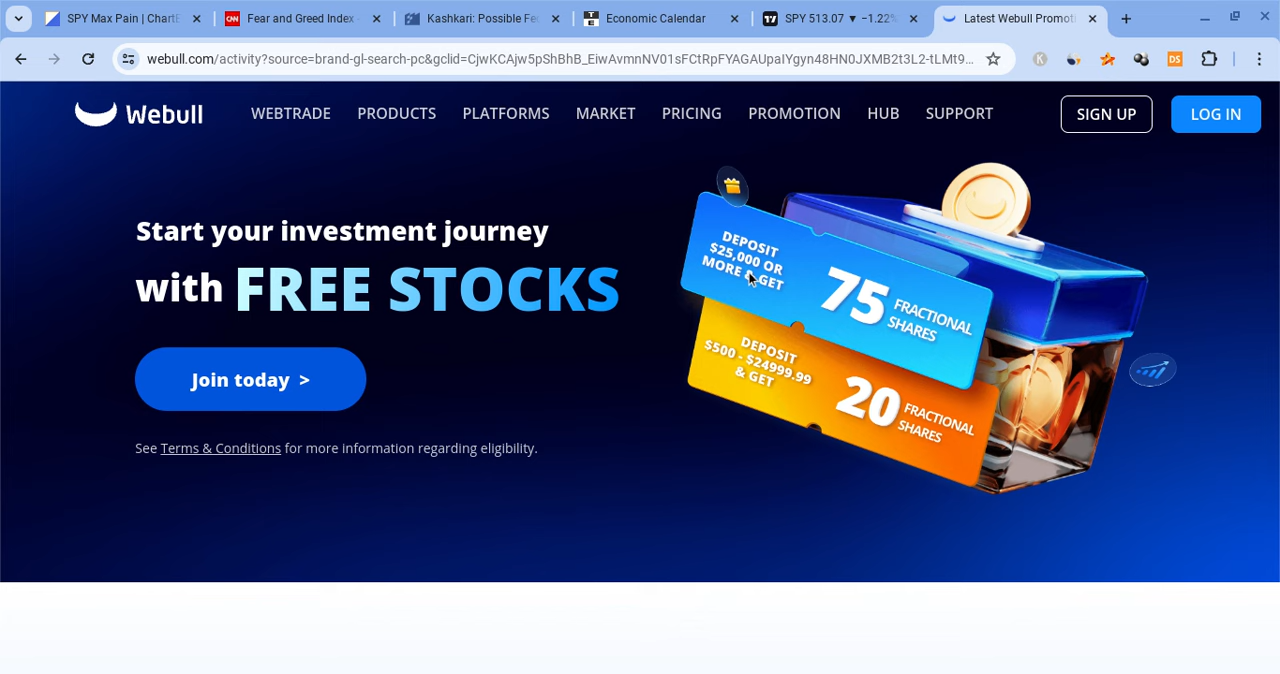 SPY Max Pain | Chart
Fear and Greed Index -
Kashkari: Possible Fe
Economic Calendar
SPY 513.07 ▼ −1.22%
Latest Webull Promoti
webull.com/activity?source=brand-gl-search-pc&gclid=CjwKCAjw5pShBhB_EiwAvmnNV01sFCtRpFYAGAUpaIYgyn48HN0JXMB2t3L2-tLMt9…
Webull
WEBTRADE
PRODUCTS
PLATFORMS
MARKET
PRICING
PROMOTION
HUB
SUPPORT
SIGN UP
LOG IN
Start your investment journey
with FREE STOCKS
Join today >
See Terms & Conditions for more information regarding eligibility.
DEPOSIT
$25,000 OR
MORE GET
75 FRACTIONAL
SHARES
DEPOSIT
$500 - $24999.99
& GET
20 FRACTIONAL
SHARES